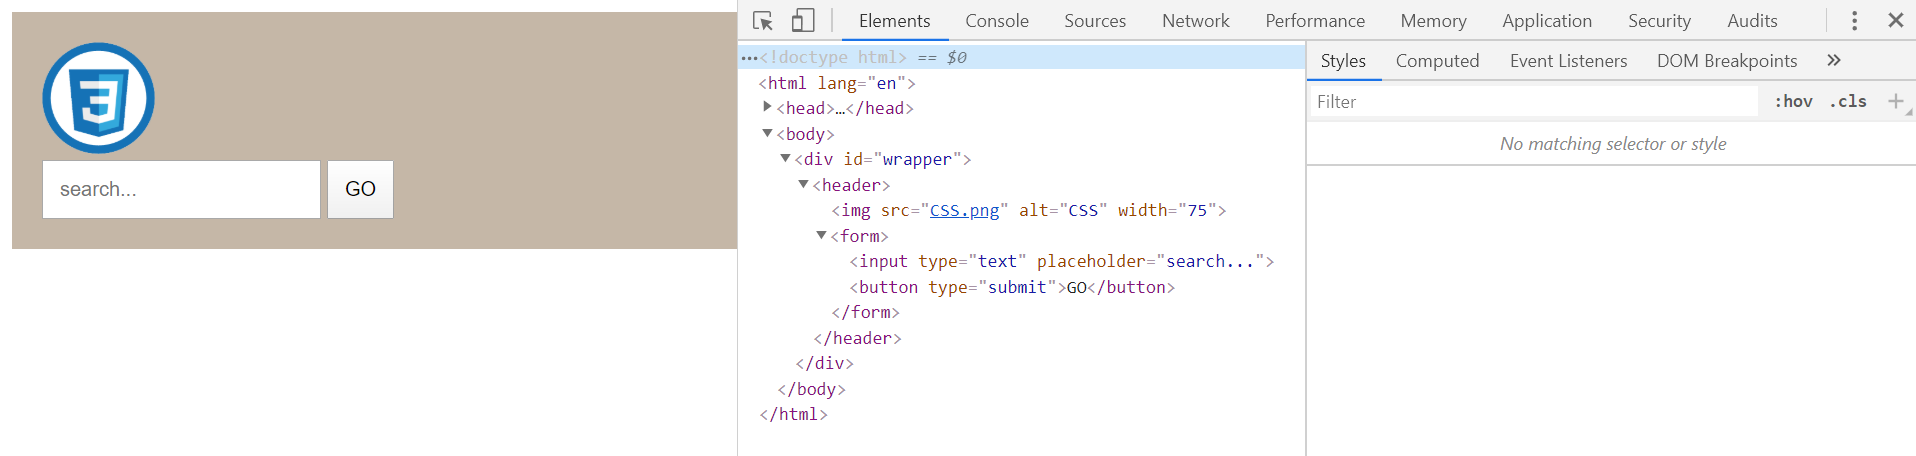 3
search...
GO
Elements Console Sources Network Performance Memory Application Security Audits
…<!doctype html> == $0
<html lang="en">
<head>…</head>
<body>
<div id="wrapper">
<header>
<img src="CSS.png" alt="CSS" width="75">
<form>
<input type="text" placeholder="search...">
<button type="submit">GO</button>
</form>
</header>
</div>
</body>
</html>
Styles Computed Event Listeners DOM Breakpoints »
Filter :hov .cls +
No matching selector or style